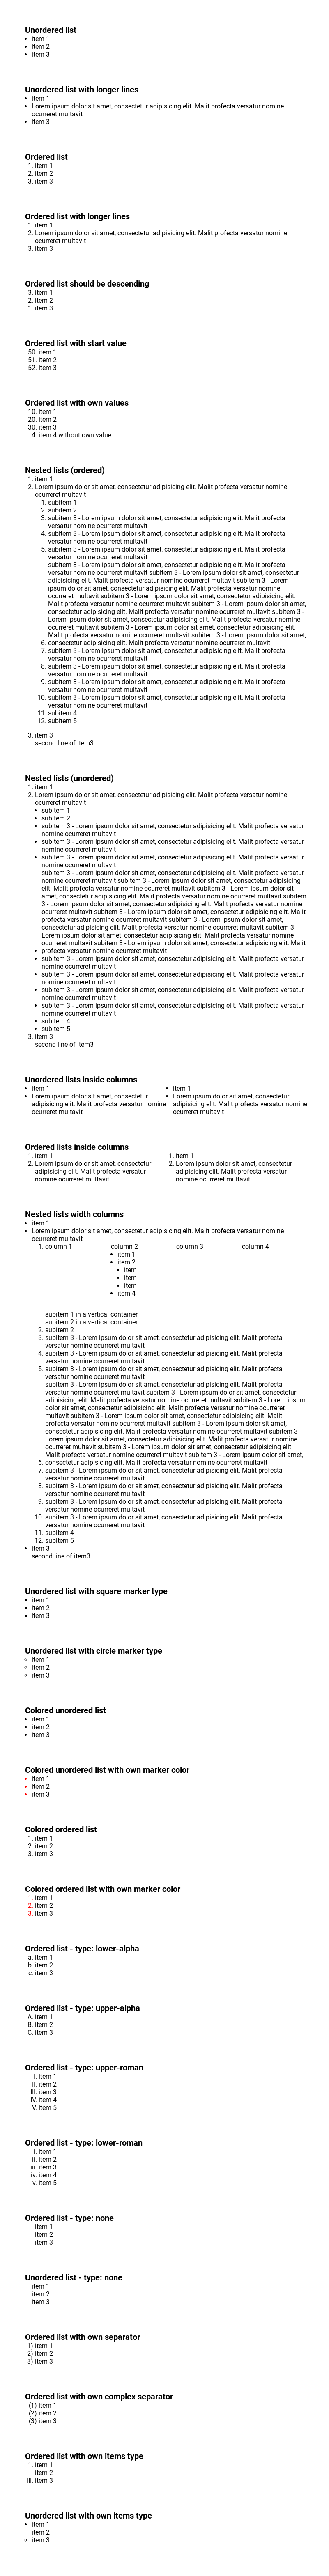 Unordered list
• item 1
• item 2
• item 3
Unordered list with longer lines
• item 1
• Lorem ipsum dolor sit amet, consectetur adipisicing elit. Malit profecta versatur nomine
ocurreret multavit
• item 3
Ordered list
1. item 1
2. item 2
3. item 3
Ordered list with longer lines
1. item 1
2. Lorem ipsum dolor sit amet, consectetur adipisicing elit. Malit profecta versatur nomine
ocurreret multavit
3. item 3
Ordered list should be descending
3. item 1
2. item 2
1. item 3
Ordered list with start value
50. item 1
51. item 2
52. item 3
Ordered list with own values
10. item 1
20. item 2
30. item 3
4. item 4 without own value
Nested lists (ordered)
1. item 1
2. Lorem ipsum dolor sit amet, consectetur adipisicing elit. Malit profecta versatur nomine
ocurreret multavit
1. subitem 1
2. subitem 2
3. subitem 3 - Lorem ipsum dolor sit amet, consectetur adipisicing elit. Malit profecta
versatur nomine ocurreret multavit
4. subitem 3 - Lorem ipsum dolor sit amet, consectetur adipisicing elit. Malit profecta
versatur nomine ocurreret multavit
5. subitem 3 - Lorem ipsum dolor sit amet, consectetur adipisicing elit. Malit profecta
versatur nomine ocurreret multavit
subitem 3 - Lorem ipsum dolor sit amet, consectetur adipisicing elit. Malit profecta
versatur nomine ocurreret multavit subitem 3 - Lorem ipsum dolor sit amet, consectetur
adipisicing elit. Malit profecta versatur nomine ocurreret multavit subitem 3 - Lorem
ipsum dolor sit amet, consectetur adipisicing elit. Malit profecta versatur nomine
ocurreret multavit subitem 3 - Lorem ipsum dolor sit amet, consectetur adipisicing elit.
Malit profecta versatur nomine ocurreret multavit subitem 3 - Lorem ipsum dolor sit amet,
consectetur adipisicing elit. Malit profecta versatur nomine ocurreret multavit subitem 3 -
Lorem ipsum dolor sit amet, consectetur adipisicing elit. Malit profecta versatur nomine
ocurreret multavit subitem 3 - Lorem ipsum dolor sit amet, consectetur adipisicing elit.
Malit profecta versatur nomine ocurreret multavit subitem 3 - Lorem ipsum dolor sit amet,
6. consectetur adipisicing elit. Malit profecta versatur nomine ocurreret multavit
7. subitem 3 - Lorem ipsum dolor sit amet, consectetur adipisicing elit. Malit profecta
versatur nomine ocurreret multavit
8. subitem 3 - Lorem ipsum dolor sit amet, consectetur adipisicing elit. Malit profecta
versatur nomine ocurreret multavit
9. subitem 3 - Lorem ipsum dolor sit amet, consectetur adipisicing elit. Malit profecta
versatur nomine ocurreret multavit
10. subitem 3 - Lorem ipsum dolor sit amet, consectetur adipisicing elit. Malit profecta
versatur nomine ocurreret multavit
11. subitem 4
12. subitem 5
3. item 3
second line of item3
Nested lists (unordered)
1. item 1
2. Lorem ipsum dolor sit amet, consectetur adipisicing elit. Malit profecta versatur nomine
ocurreret multavit
• subitem 1
• subitem 2
• subitem 3 - Lorem ipsum dolor sit amet, consectetur adipisicing elit. Malit profecta versatur
nomine ocurreret multavit
• subitem 3 - Lorem ipsum dolor sit amet, consectetur adipisicing elit. Malit profecta versatur
nomine ocurreret multavit
• subitem 3 - Lorem ipsum dolor sit amet, consectetur adipisicing elit. Malit profecta versatur
nomine ocurreret multavit
subitem 3 - Lorem ipsum dolor sit amet, consectetur adipisicing elit. Malit profecta versatur
nomine ocurreret multavit subitem 3 - Lorem ipsum dolor sit amet, consectetur adipisicing
elit. Malit profecta versatur nomine ocurreret multavit subitem 3 - Lorem ipsum dolor sit
amet, consectetur adipisicing elit. Malit profecta versatur nomine ocurreret multavit subitem
3 - Lorem ipsum dolor sit amet, consectetur adipisicing elit. Malit profecta versatur nomine
ocurreret multavit subitem 3 - Lorem ipsum dolor sit amet, consectetur adipisicing elit. Malit
profecta versatur nomine ocurreret multavit subitem 3 - Lorem ipsum dolor sit amet,
consectetur adipisicing elit. Malit profecta versatur nomine ocurreret multavit subitem 3 -
Lorem ipsum dolor sit amet, consectetur adipisicing elit. Malit profecta versatur nomine
ocurreret multavit subitem 3 - Lorem ipsum dolor sit amet, consectetur adipisicing elit. Malit
• profecta versatur nomine ocurreret multavit
• subitem 3 - Lorem ipsum dolor sit amet, consectetur adipisicing elit. Malit profecta versatur
nomine ocurreret multavit
• subitem 3 - Lorem ipsum dolor sit amet, consectetur adipisicing elit. Malit profecta versatur
nomine ocurreret multavit
• subitem 3 - Lorem ipsum dolor sit amet, consectetur adipisicing elit. Malit profecta versatur
nomine ocurreret multavit
• subitem 3 - Lorem ipsum dolor sit amet, consectetur adipisicing elit. Malit profecta versatur
nomine ocurreret multavit
• subitem 4
• subitem 5
3. item 3
second line of item3
Unordered lists inside columns
• item 1
• Lorem ipsum dolor sit amet, consectetur
adipisicing elit. Malit profecta versatur nomine
ocurreret multavit
• item 1
• Lorem ipsum dolor sit amet, consectetur
adipisicing elit. Malit profecta versatur nomine
ocurreret multavit
Ordered lists inside columns
1. item 1
2. Lorem ipsum dolor sit amet, consectetur
adipisicing elit. Malit profecta versatur
nomine ocurreret multavit
1. item 1
2. Lorem ipsum dolor sit amet, consectetur
adipisicing elit. Malit profecta versatur
nomine ocurreret multavit
Nested lists width columns
• item 1
• Lorem ipsum dolor sit amet, consectetur adipisicing elit. Malit profecta versatur nomine
ocurreret multavit
1. column 1 column 2 column 3 column 4
• item 1
• item 2
• item
• item
• item
• item 4
subitem 1 in a vertical container
subitem 2 in a vertical container
2. subitem 2
3. subitem 3 - Lorem ipsum dolor sit amet, consectetur adipisicing elit. Malit profecta
versatur nomine ocurreret multavit
4. subitem 3 - Lorem ipsum dolor sit amet, consectetur adipisicing elit. Malit profecta
versatur nomine ocurreret multavit
5. subitem 3 - Lorem ipsum dolor sit amet, consectetur adipisicing elit. Malit profecta
versatur nomine ocurreret multavit
subitem 3 - Lorem ipsum dolor sit amet, consectetur adipisicing elit. Malit profecta
versatur nomine ocurreret multavit subitem 3 - Lorem ipsum dolor sit amet, consectetur
adipisicing elit. Malit profecta versatur nomine ocurreret multavit subitem 3 - Lorem ipsum
dolor sit amet, consectetur adipisicing elit. Malit profecta versatur nomine ocurreret
multavit subitem 3 - Lorem ipsum dolor sit amet, consectetur adipisicing elit. Malit
profecta versatur nomine ocurreret multavit subitem 3 - Lorem ipsum dolor sit amet,
consectetur adipisicing elit. Malit profecta versatur nomine ocurreret multavit subitem 3 -
Lorem ipsum dolor sit amet, consectetur adipisicing elit. Malit profecta versatur nomine
ocurreret multavit subitem 3 - Lorem ipsum dolor sit amet, consectetur adipisicing elit.
Malit profecta versatur nomine ocurreret multavit subitem 3 - Lorem ipsum dolor sit amet,
6. consectetur adipisicing elit. Malit profecta versatur nomine ocurreret multavit
7. subitem 3 - Lorem ipsum dolor sit amet, consectetur adipisicing elit. Malit profecta
versatur nomine ocurreret multavit
8. subitem 3 - Lorem ipsum dolor sit amet, consectetur adipisicing elit. Malit profecta
versatur nomine ocurreret multavit
9. subitem 3 - Lorem ipsum dolor sit amet, consectetur adipisicing elit. Malit profecta
versatur nomine ocurreret multavit
10. subitem 3 - Lorem ipsum dolor sit amet, consectetur adipisicing elit. Malit profecta
versatur nomine ocurreret multavit
11. subitem 4
12. subitem 5
• item 3
second line of item3
Unordered list with square marker type
▪ item 1
▪ item 2
▪ item 3
Unordered list with circle marker type
◦ item 1
◦ item 2
◦ item 3
Colored unordered list
• item 1
• item 2
• item 3
Colored unordered list with own marker color
• item 1
• item 2
• item 3
Colored ordered list
1. item 1
2. item 2
3. item 3
Colored ordered list with own marker color
1. item 1
2. item 2
3. item 3
Ordered list - type: lower-alpha
a. item 1
b. item 2
c. item 3
Ordered list - type: upper-alpha
A. item 1
B. item 2
C. item 3
Ordered list - type: upper-roman
I. item 1
II. item 2
III. item 3
IV. item 4
V. item 5
Ordered list - type: lower-roman
i. item 1
ii. item 2
iii. item 3
iv. item 4
v. item 5
Ordered list - type: none
item 1
item 2
item 3
Unordered list - type: none
item 1
item 2
item 3
Ordered list with own separator
1) item 1
2) item 2
3) item 3
Ordered list with own complex separator
(1) item 1
(2) item 2
(3) item 3
Ordered list with own items type
1. item 1
item 2
III. item 3
Unordered list with own items type
• item 1
item 2
◦ item 3